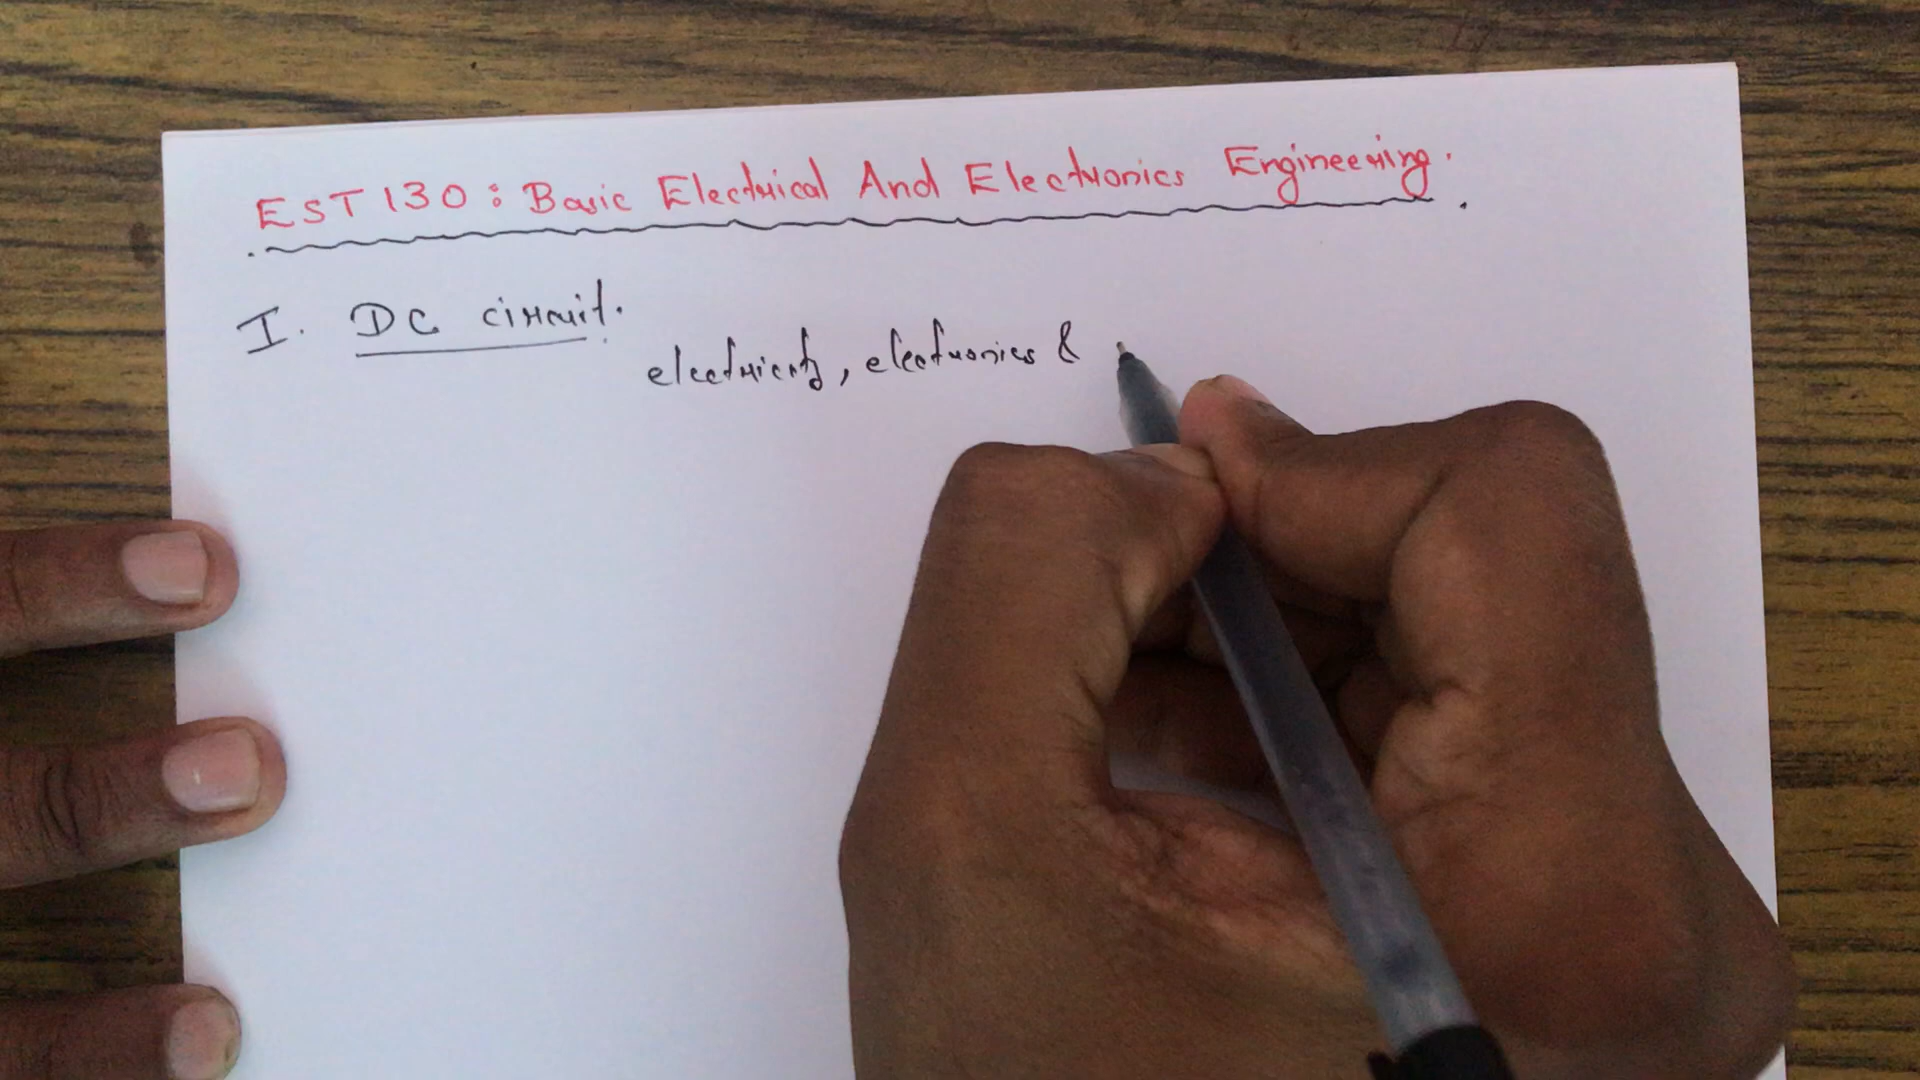 EST 130 : Basic Electrical And Electronics Engineering.
I. DC circuit.
electricity, electronics &